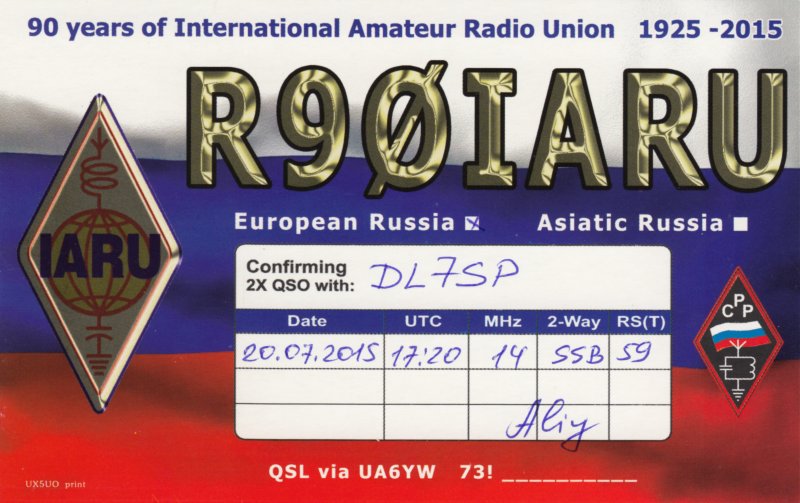 90 years of International Amateur Radio Union 1925 -2015
R9ØIARU
European Russia Asiatic Russia
IARU
Confirming
2X QSO with: DL7SP
СРР
Date UTC MHz 2-Way RS(T)
20.07.2015 17:20 14 SSB 59
Aliy
QSL via UA6YW 73! __________
UX5UO print